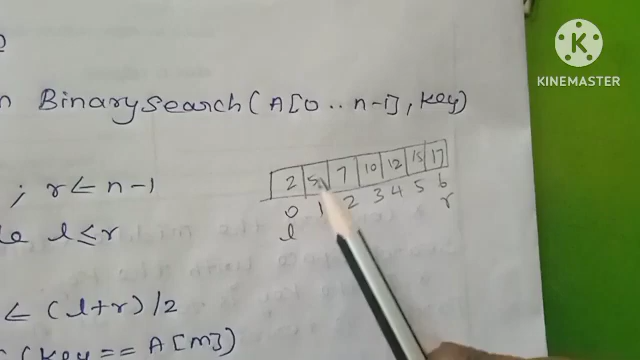 K
KINEMASTER
BinarySearch(A[0..n-1], Key)
; r ← n-1
2 5 7 10 12 15 17
0 1 2 3 4 5 6
l r
l ≤ r
← (l+r)/2
(Key == A[m])